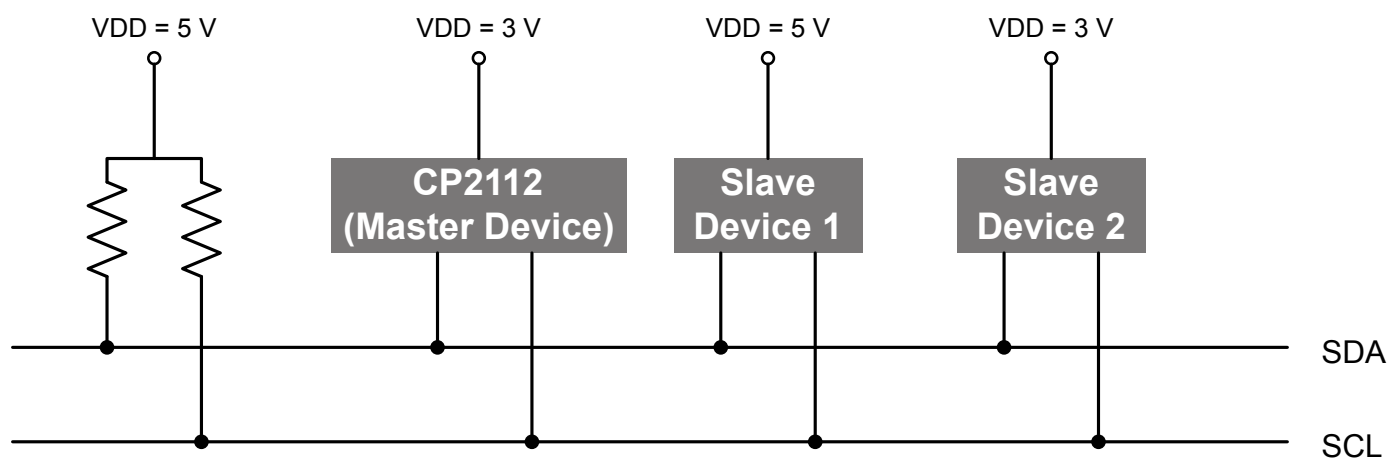 VDD = 5 V
VDD = 3 V
VDD = 5 V
VDD = 3 V
CP2112
(Master Device)
Slave
Device 1
Slave
Device 2
SDA
SCL